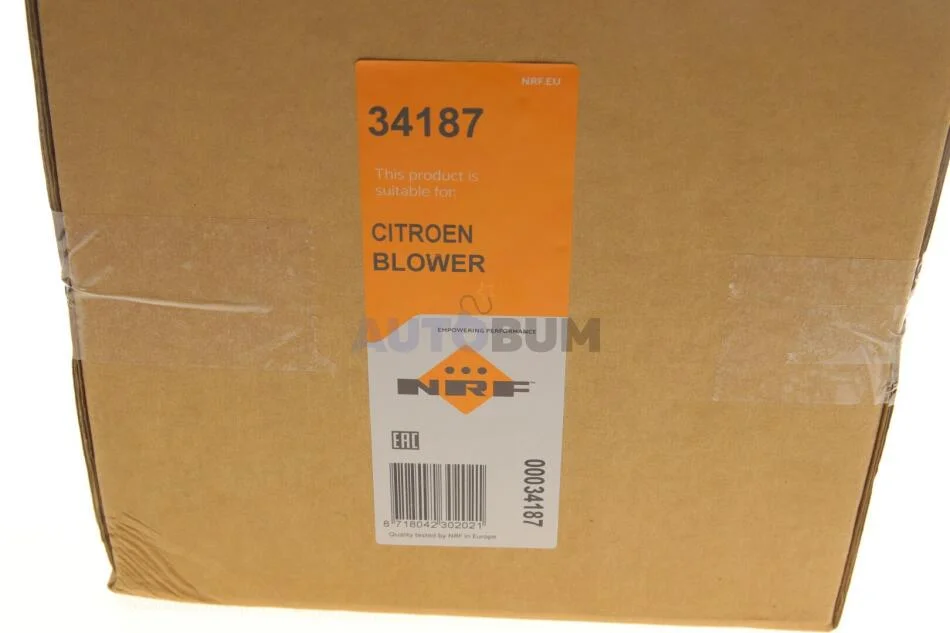 NRF.EU
34187
This product is
suitable for:
CITROEN
BLOWER
AUTOBUM
EMPOWERING PERFORMANCE
NRF™
EAC
00034187
8 718042 302021
Quality tested by NRF in Europe